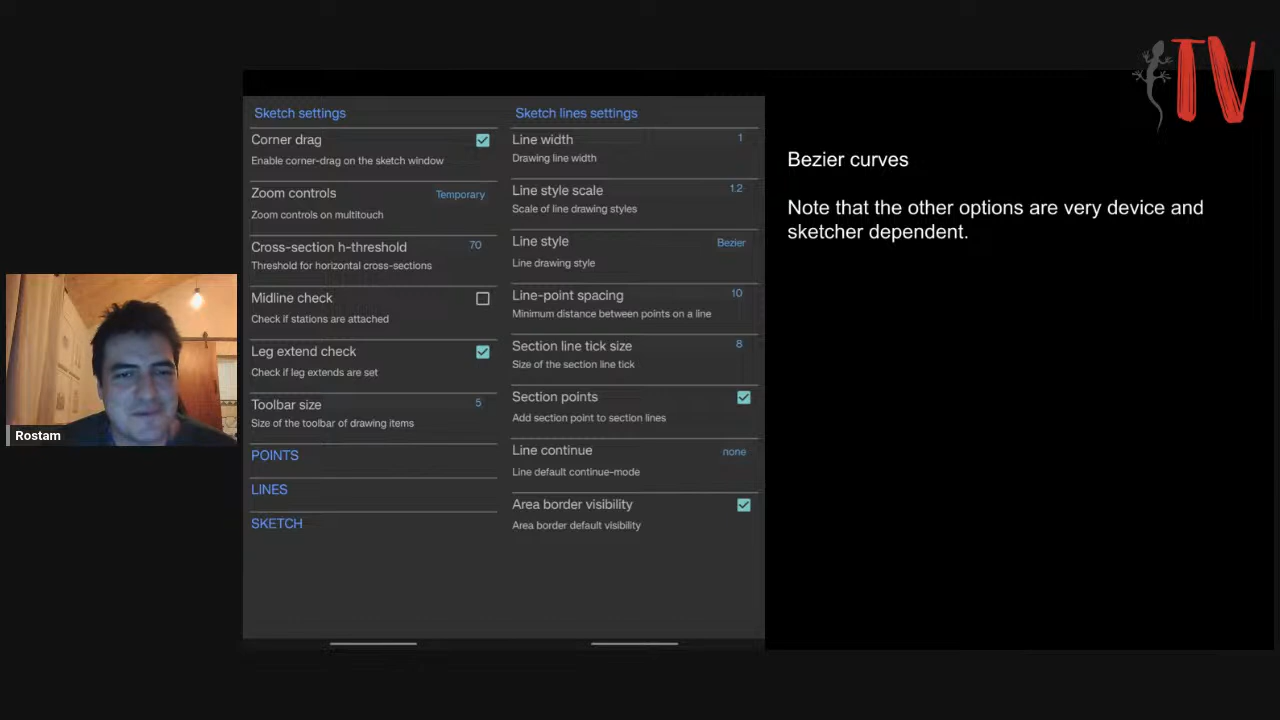 TV
Sketch settings
Corner drag
Enable corner-drag on the sketch window
Zoom controls
Temporary
Zoom controls on multitouch
Cross-section h-threshold
70
Threshold for horizontal cross-sections
Midline check
Check if stations are attached
Leg extend check
Check if leg extends are set
Toolbar size
5
Size of the toolbar of drawing items
POINTS
LINES
SKETCH
Sketch lines settings
Line width
1
Drawing line width
Line style scale
1.2
Scale of line drawing styles
Line style
Bezier
Line drawing style
Line-point spacing
10
Minimum distance between points on a line
Section line tick size
8
Size of the section line tick
Section points
Add section point to section lines
Line continue
none
Line default continue-mode
Area border visibility
Area border default visibility
Bezier curves
Note that the other options are very device and
sketcher dependent.
Rostam